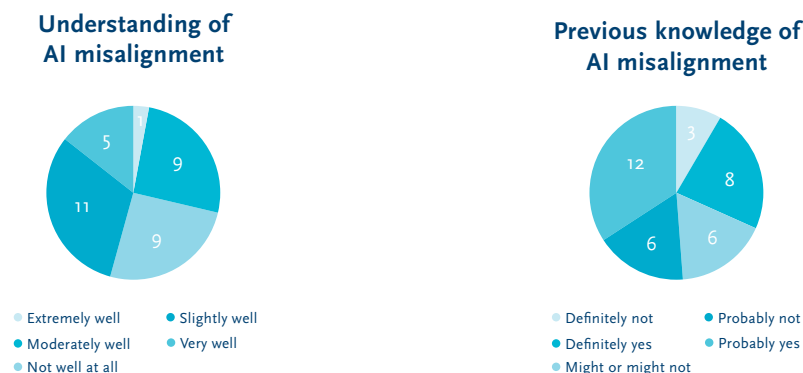 Understanding of
AI misalignment
1
5
9
11
9
Extremely well
Slightly well
Moderately well
Very well
Not well at all
Previous knowledge of
AI misalignment
3
12
8
6
6
Definitely not
Probably not
Definitely yes
Probably yes
Might or might not